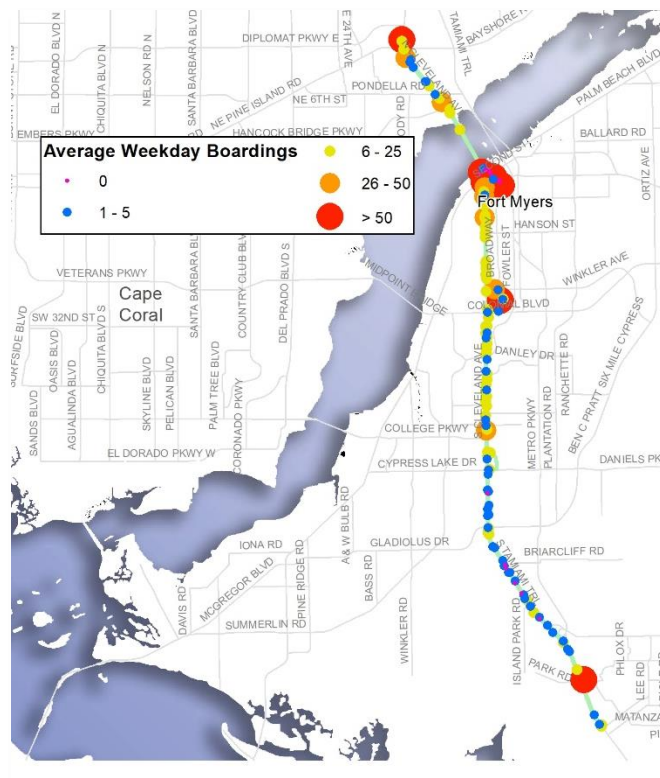 DIPLOMAT PKWY E
E 24TH AVE
TAMIAMI TRL
BAYSHORE
EL DORADO BLVD N
CHIQUITA BLVD N
NELSON RD N
SANTA BARBARA BLVD
NE PINE ISLAND RD
N CLEVELAND AV
PONDELLA RD
NE 6TH ST
PALM BEACH BLVD
HANCOCK BRIDGE PKWY
BALLARD RD
ORTIZ AVE
Average Weekday Boardings
0
1 - 5
6 - 25
26 - 50
> 50
Fort Myers
HANSON ST
BROADWAY
FOWLER ST
WINKLER AVE
VETERANS PKWY
MIDPOINT BRIDGE
COLONIAL BLVD
Cape
Coral
SANTA BARBARA BL
COUNTRY CLUB BLVD
DEL PRADO BLVD S
SW 32ND ST
SURFSIDE BLVD
OASIS BLVD
AGUALINDA BLVD
CHIQUITA BLVD S
SKYLINE BLVD
PELICAN BLVD
PALM TREE BLVD
CORONADO PKWY
SANDS BLVD
S CLEVELAND AVE
DANLEY DR
METRO PKWY
PLANTATION RD
RANCHETTE RD
BEN C PRATT SIX MILE CYPRESS
COLLEGE PKWY
EL DORADO PKWY W
CYPRESS LAKE DR
DANIELS P
A & W BULB RD
IONA RD
GLADIOLUS DR
BRIARCLIFF RD
S TAMIAMI TRL
DAVIS RD
MCGREGOR BLVD
PINE RIDGE RD
BASS RD
WINKLER RD
SUMMERLIN RD
ISLAND PARK RD
PARK RD
PHLOX DR
LEE RD
MATANZA